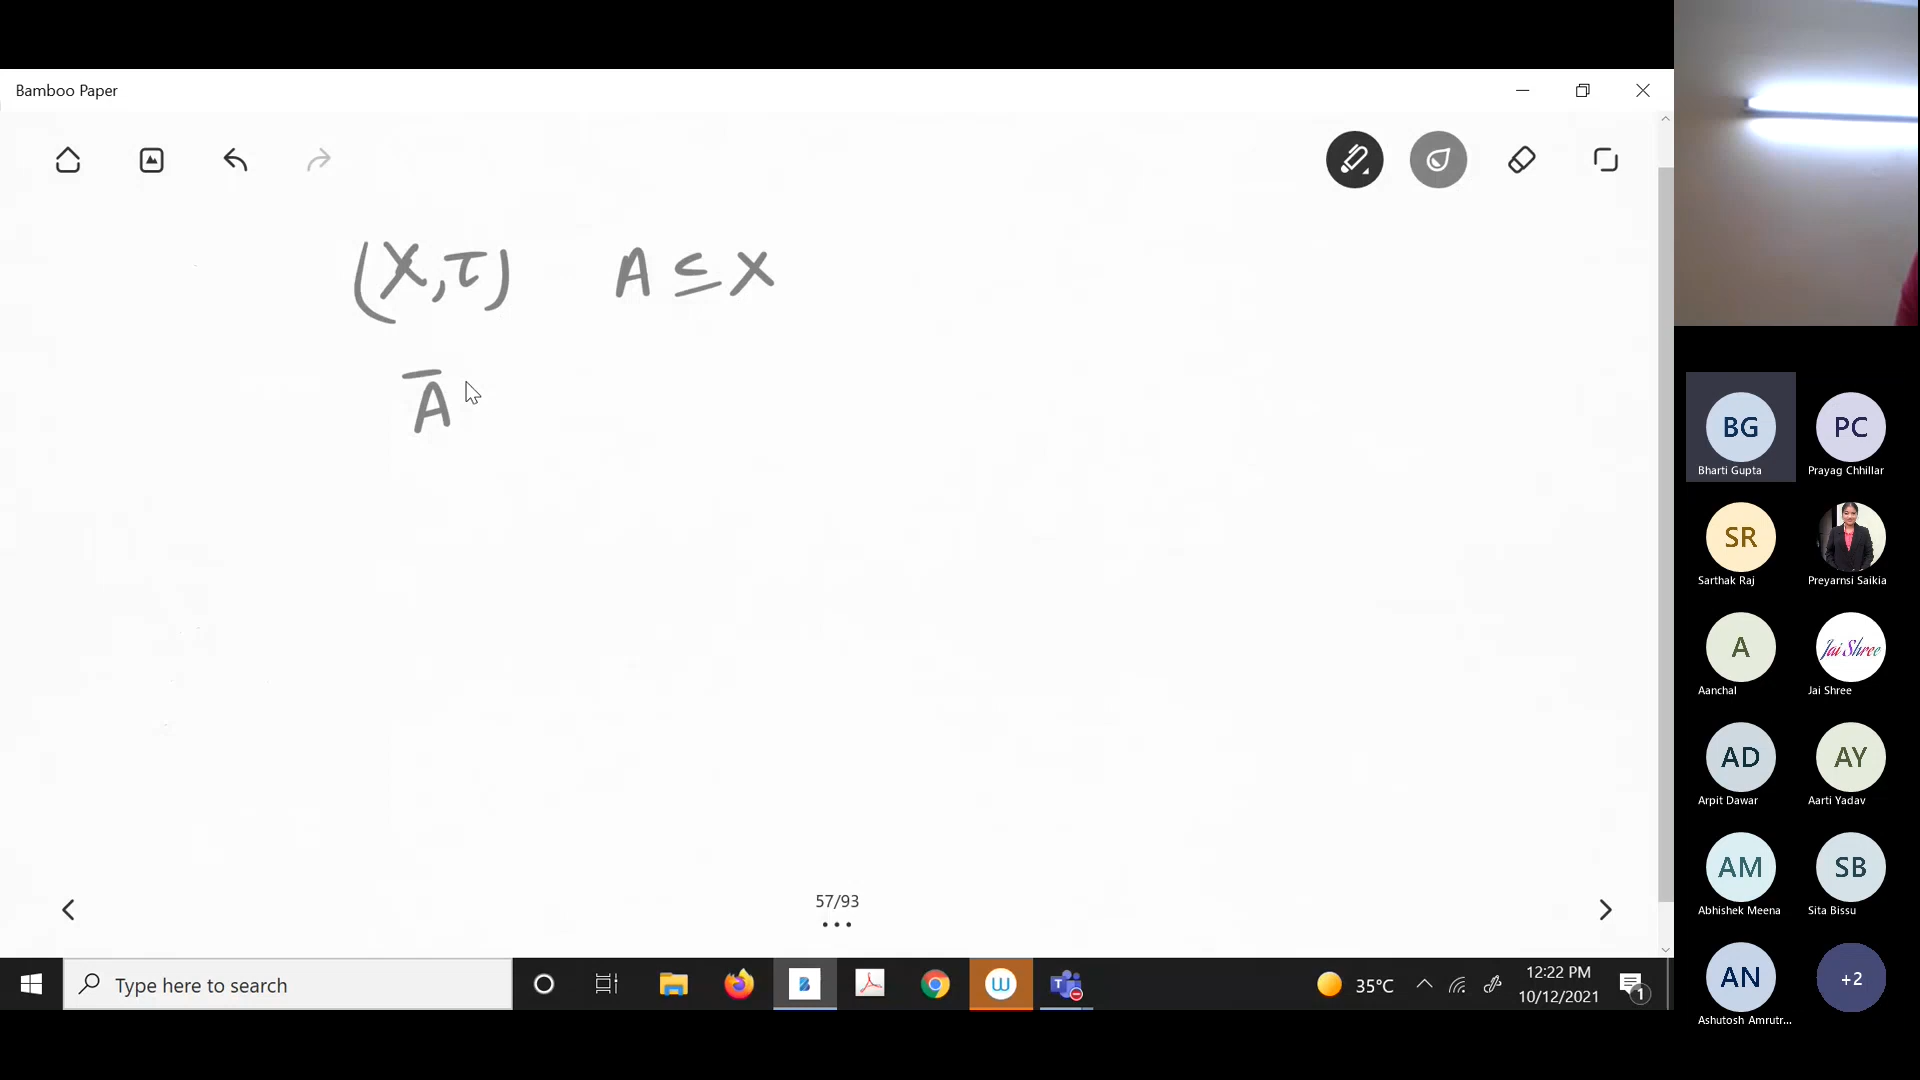 Bamboo Paper
(X,τ) A ⊆ X
A̅
57/93
BG PC
Bharti Gupta Prayag Chhillar
SR
Sarthak Raj Preyarnsi Saikia
A Jai Shree
Aanchal Jai Shree
AD AY
Arpit Dawar Aarti Yadav
AM SB
Abhishek Meena Sita Bissu
AN +2
Ashutosh Amrutr...
Type here to search
35°C
12:22 PM
10/12/2021
1